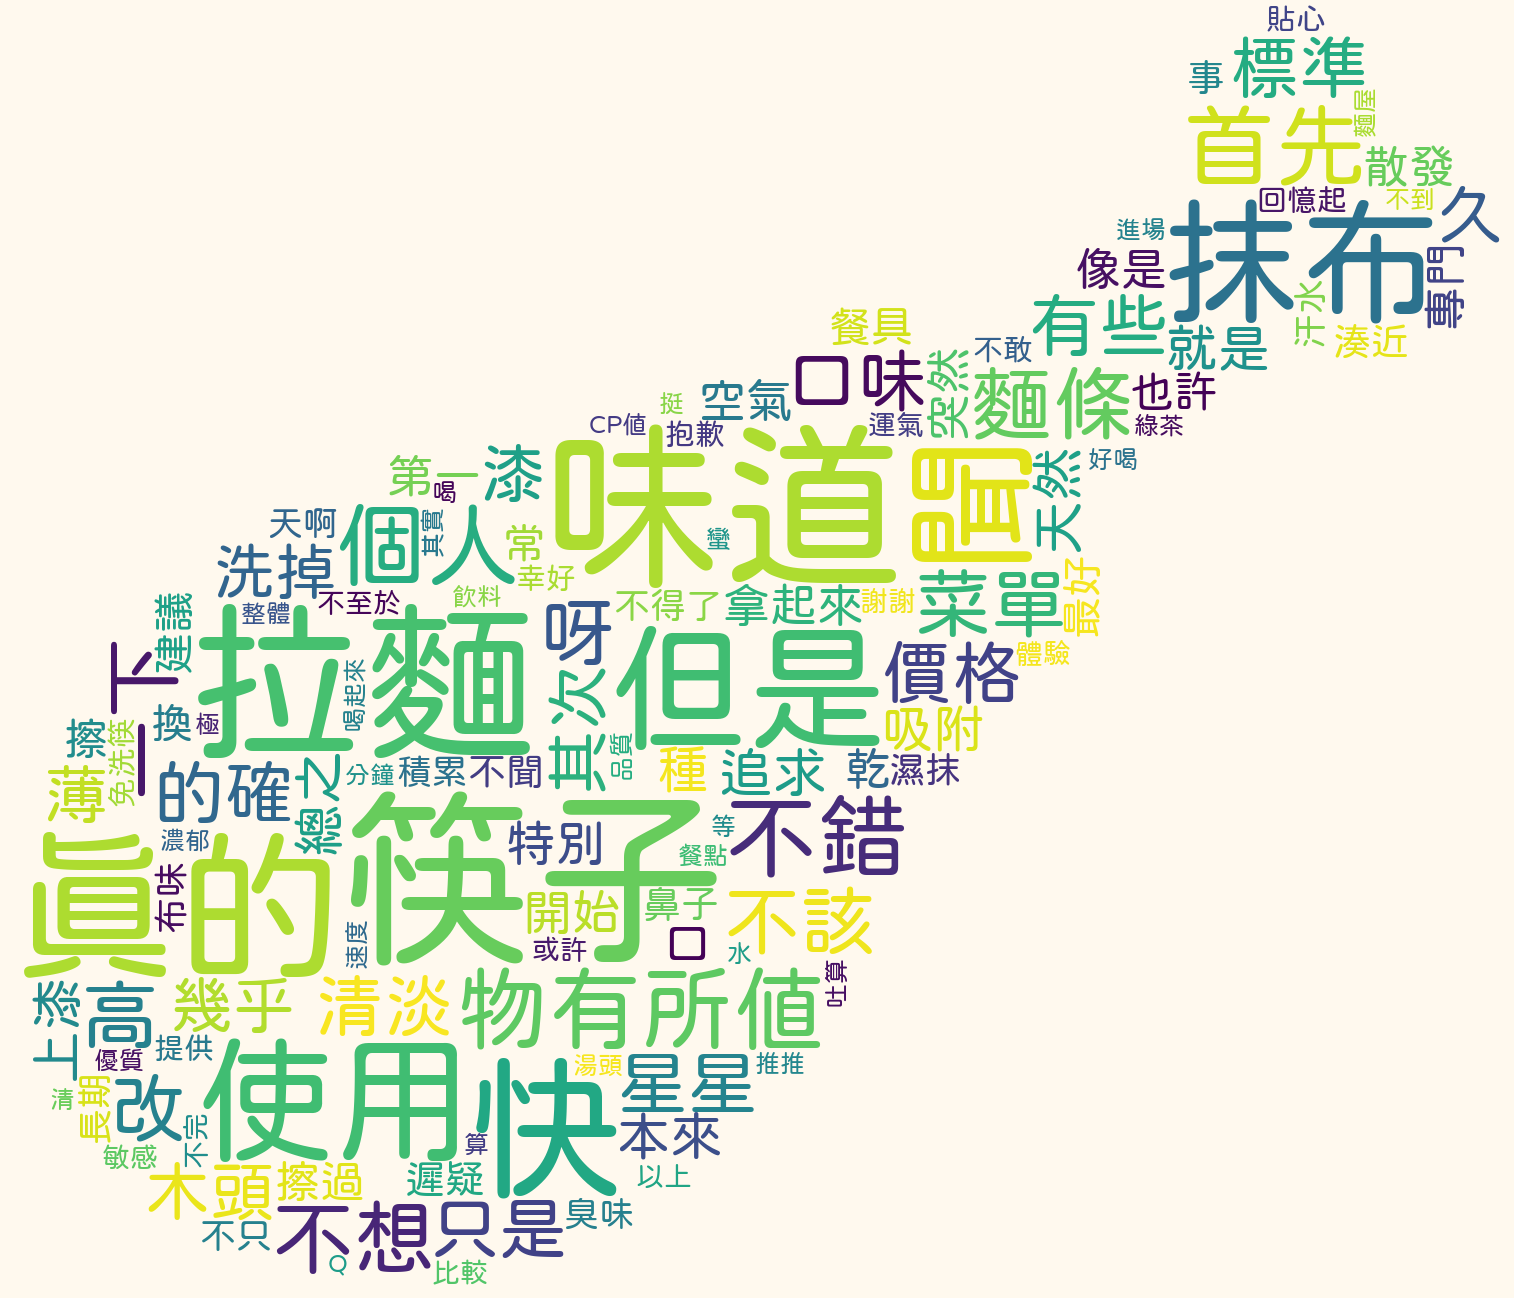 貼心
事
標準
麵屋
首先
散發
回憶起
不到
久
進場
抹布
像是
專門
汗水
有些
餐具
就是
湊近
不敢
口味
突然
空氣
麵條
也許
挺
CP値
抱歉
運氣
綠茶
味道
聞
第一
漆
天然
好喝
喝
個人
天啊
其實
常
蠻
洗掉
幸好
菜單
最好
飲料
不得了
拿起來
謝謝
不至於
整體
建議
拉麵
呀
但是
價格
體驗
一下
喝起來
其次
換
極
吸附
擦
免洗筷
品質
種
追求
乾
濕抹
分鐘
積累
不聞
總之
薄
的確
筷子
不錯
特別
等
濃郁
餐點
真的
布味
開始
鼻子
不該
速度
或許
口
水
吐算
上漆
高
幾乎
清淡
物有所値
優質
提供
使用
快
湯頭
星星
推推
清
長期
改
不完
算
本來
敏感
木頭
擦過
遲疑
以上
不只
不想
只是
臭味
Q
比較